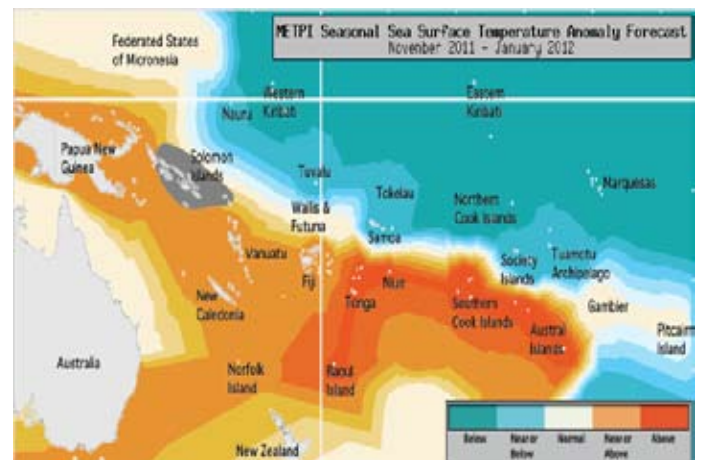 METPI Seasonal Sea Surface Temperature Anomaly Forecast
November 2011 - January 2012
Federated States
of Micronesia
Western
Kiribati
Eastern
Kiribati
Nauru
Papua New
Guinea
Solomon
Islands
Tuvalu
Tokelau
Marquesas
Northern
Cook Islands
Wallis &
Futuna
Samoa
Vanuatu
Fiji
Society
Islands
Tuamotu
Archipelago
Niue
Tonga
New
Caledonia
Southern
Cook Islands
Gambier
Austral
Islands
Pitcairn
Island
Australia
Norfolk
Island
Raoul
Island
New Zealand
Below
Near or
Below
Normal
Near or
Above
Above